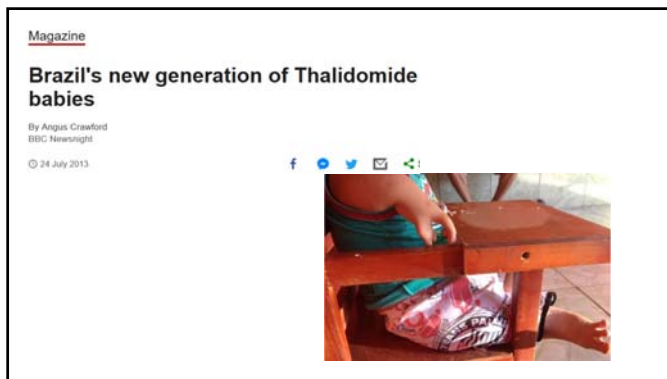 Magazine
Brazil's new generation of Thalidomide
babies
By Angus Crawford
BBC Newsnight
24 July 2013